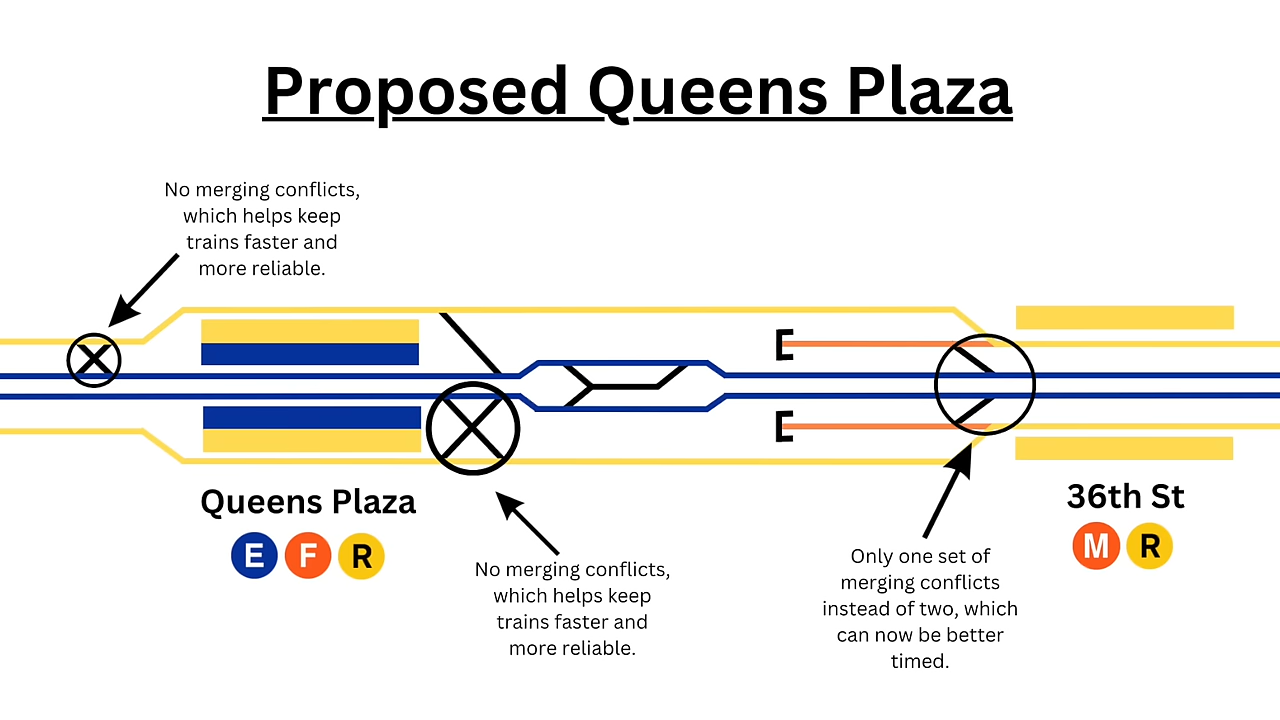 Proposed Queens Plaza
No merging conflicts,
which helps keep
trains faster and
more reliable.
Queens Plaza
E F R
No merging conflicts,
which helps keep
trains faster and
more reliable.
Only one set of
merging conflicts
instead of two, which
can now be better
timed.
36th St
M R